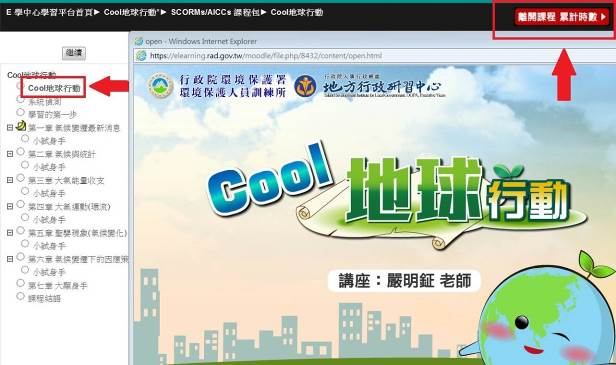 E 學中心學習平台首頁► Cool地球行動"► SCORMs/AICCs 課程包► Cool地球行動
離開課程 累計時數
繼續
Cool地球行動
Cool地球行動
系統偵測
學習的第一步
第一章 氣候變遷最新消息
小試身手
第二章 氣候與統計
小試身手
第三章 大氣能量收支
小試身手
第四章 大氣運動(環流)
小試身手
第五章 聖嬰現象(氣候變化)
小試身手
第六章 氣候變遷下的因應策
小試身手
第七章 大顯身手
課程結語
open - Windows Internet Explorer
https://elearning.rad.gov.tw/moodle/file.php/8432/content/open.html
行政院環境保護署
環境保護人員訓練所
行政院人事行政總處
地方行政研習中心
Cool 地球行動
講座：嚴明鉦 老師